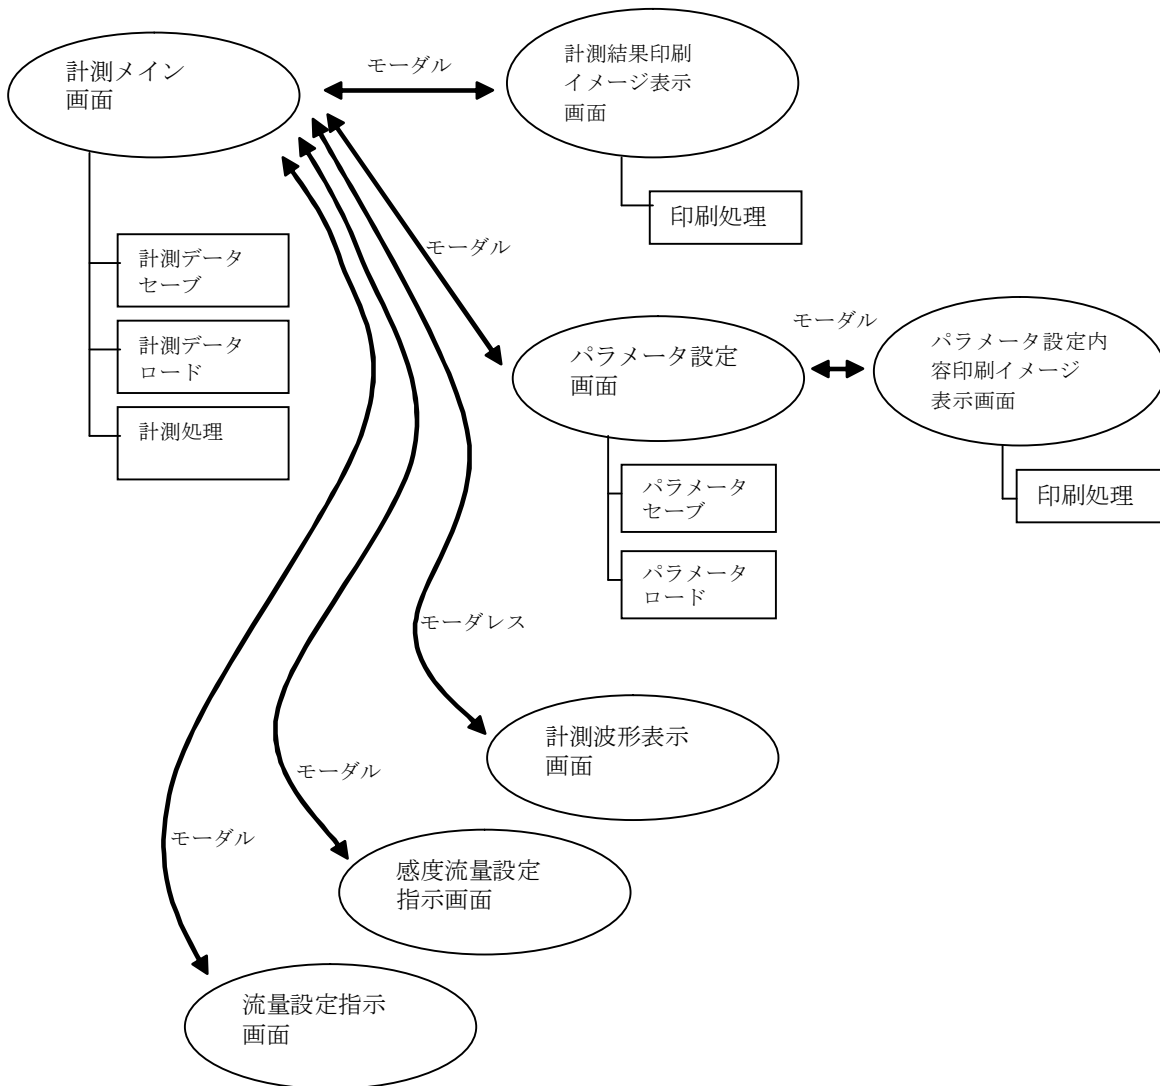 計測メイン
画面
モーダル
計測結果印刷
イメージ表示
画面
印刷処理
計測データ
セーブ
計測データ
ロード
計測処理
モーダル
パラメータ設定
画面
モーダル
パラメータ設定内
容印刷イメージ
表示画面
印刷処理
パラメータ
セーブ
パラメータ
ロード
モーダレス
計測波形表示
画面
モーダル
感度流量設定
指示画面
モーダル
流量設定指示
画面